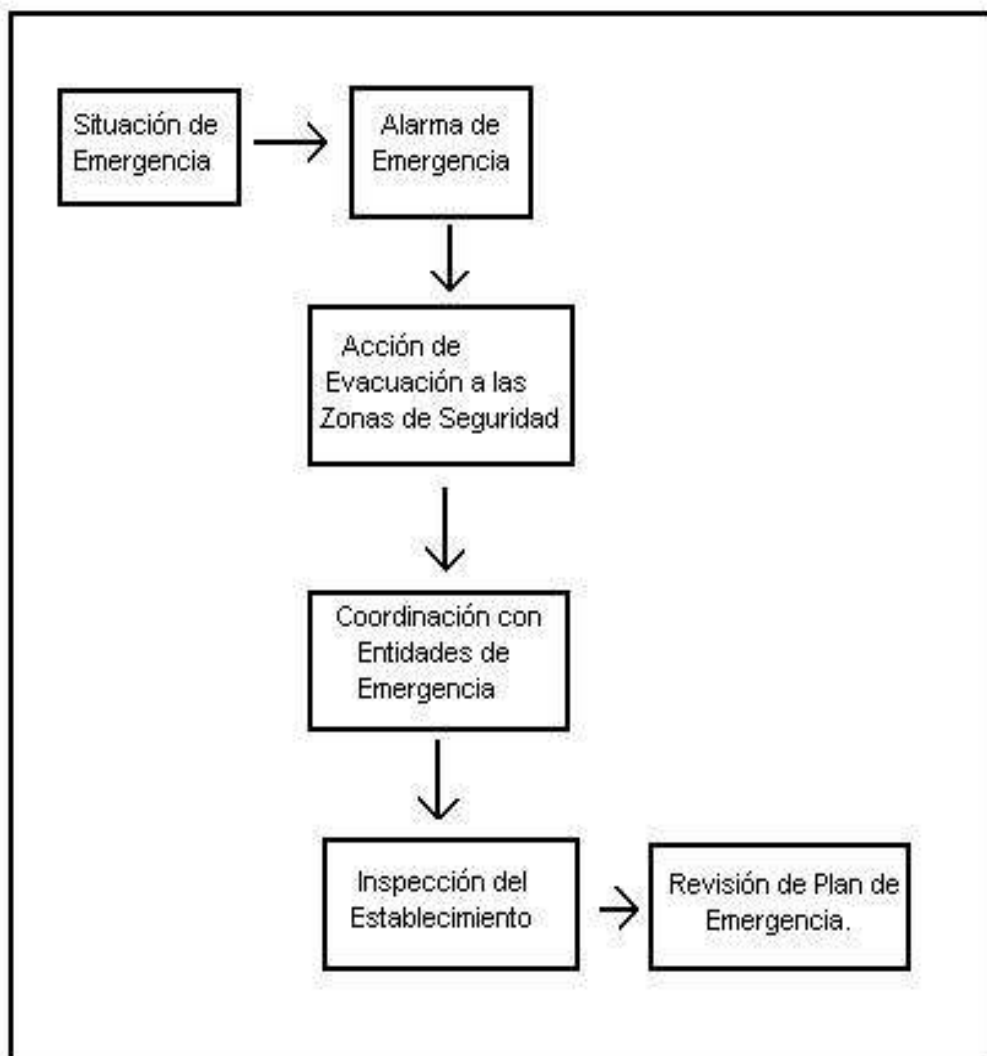 Situación de
Emergencia
Alarma de
Emergencia
Acción de
Evacuación a las
Zonas de Seguridad
Coordinación con
Entidades de
Emergencia
Inspección del
Establecimiento
Revisión de Plan de
Emergencia.